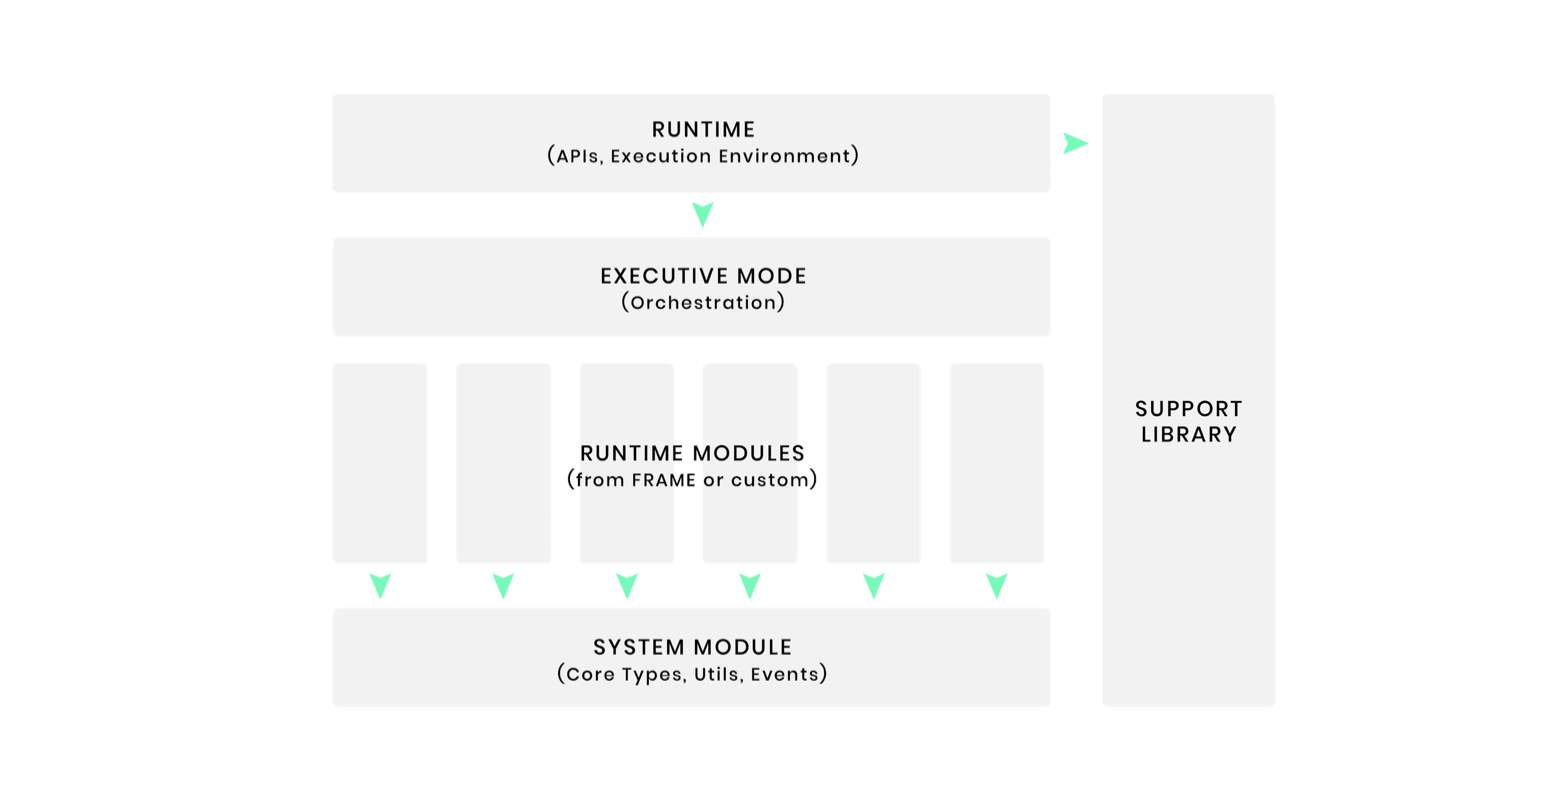 RUNTIME
(APIs, Execution Environment)
EXECUTIVE MODE
(Orchestration)
RUNTIME MODULES
(from FRAME or custom)
SYSTEM MODULE
(Core Types, Utils, Events)
SUPPORT
LIBRARY